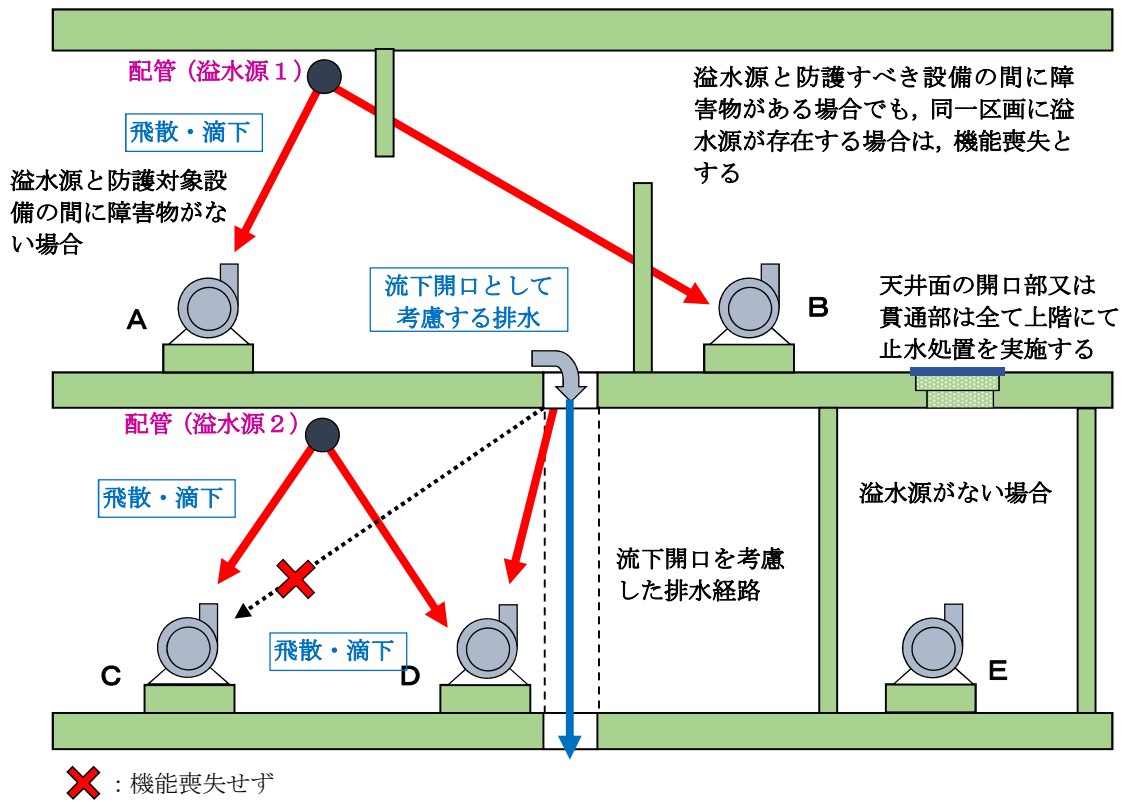 配管（溢水源１）
飛散・滴下
溢水源と防護対象設
備の間に障害物がな
い場合
溢水源と防護すべき設備の間に障
害物がある場合でも，同一区画に溢
水源が存在する場合は，機能喪失と
する
A
流下開口として
考慮する排水
B
天井面の開口部又は
貫通部は全て上階にて
止水処置を実施する
配管（溢水源２）
飛散・滴下
溢水源がない場合
流下開口を考慮
した排水経路
飛散・滴下
C
D
E
：機能喪失せず